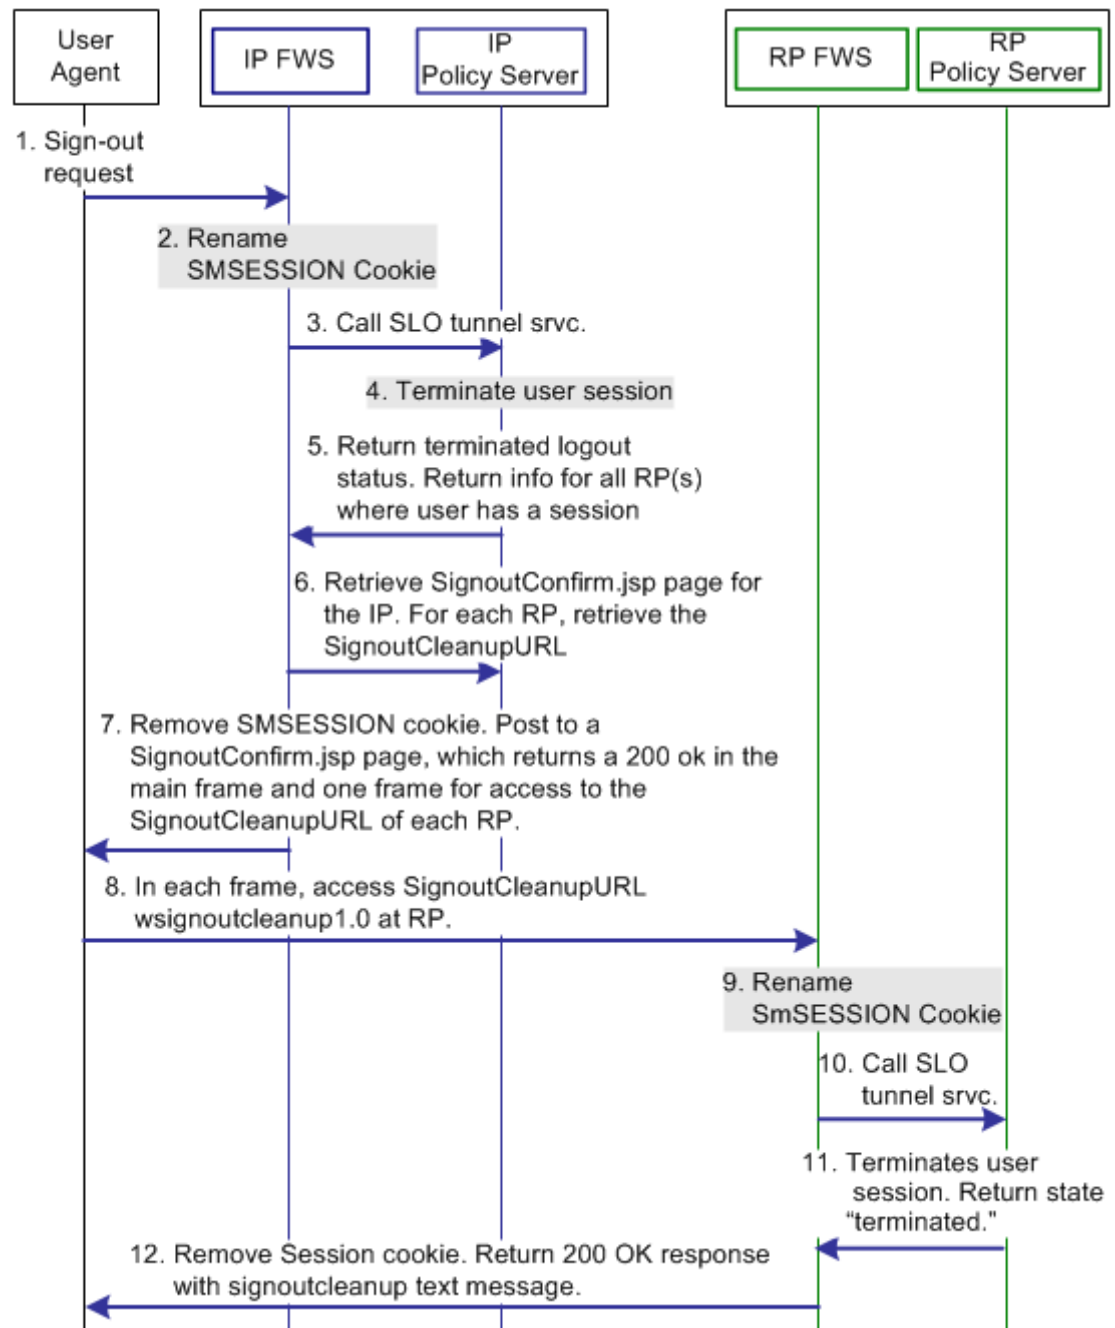 User
Agent
IP FWS
IP
Policy Server
RP FWS
RP
Policy Server
1. Sign-out
request
2. Rename
SMSESSION Cookie
3. Call SLO tunnel srvc.
4. Terminate user session
5. Return terminated logout
status. Return info for all RP(s)
where user has a session
6. Retrieve SignoutConfirm.jsp page for
the IP. For each RP, retrieve the
SignoutCleanupURL
7. Remove SMSESSION cookie. Post to a
SignoutConfirm.jsp page, which returns a 200 ok in the
main frame and one frame for access to the
SignoutCleanupURL of each RP.
8. In each frame, access SignoutCleanupURL
wsignoutcleanup1.0 at RP.
9. Rename
SmSESSION Cookie
10. Call SLO
tunnel srvc.
11. Terminates user
session. Return state
“terminated."
12. Remove Session cookie. Return 200 OK response
with signoutcleanup text message.